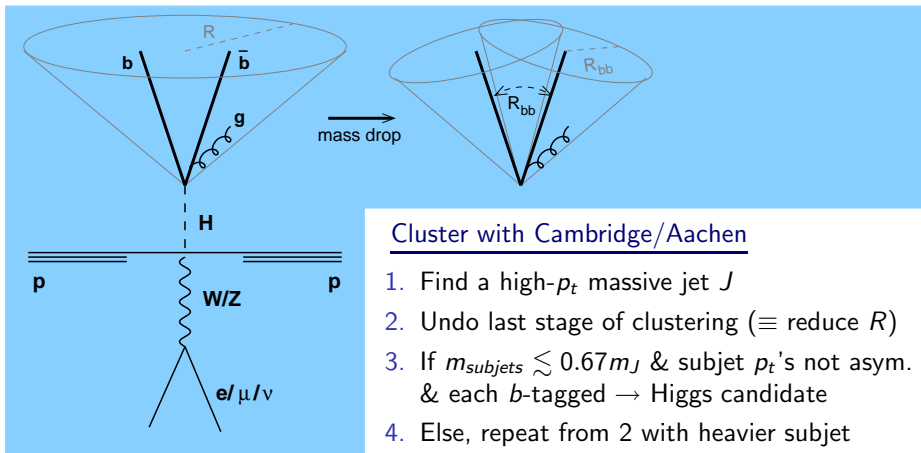 R
b
b̄
g
mass drop
R_bb
R_bb
H
p
p
W/Z
e/μ/ν
Cluster with Cambridge/Aachen
1. Find a high-p_t massive jet J
2. Undo last stage of clustering (≡ reduce R)
3. If m_subjets ≲ 0.67m_J & subjet p_t's not asym.
& each b-tagged → Higgs candidate
4. Else, repeat from 2 with heavier subjet